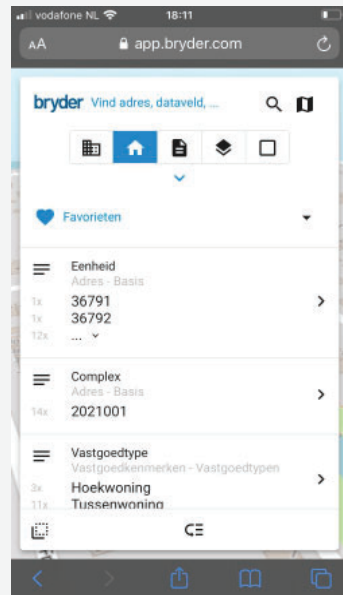 vodafone NL 18:11
AA app.bryder.com
bryder Vind adres, dataveld, ...
Favorieten
Eenheid
Adres - Basis
1x 36791
1x 36792
12x ...
Complex
Adres - Basis
14x 2021001
Vastgoedtype
Vastgoedkenmerken - Vastgoedtypen
3x Hoekwoning
11x Tussenwoning